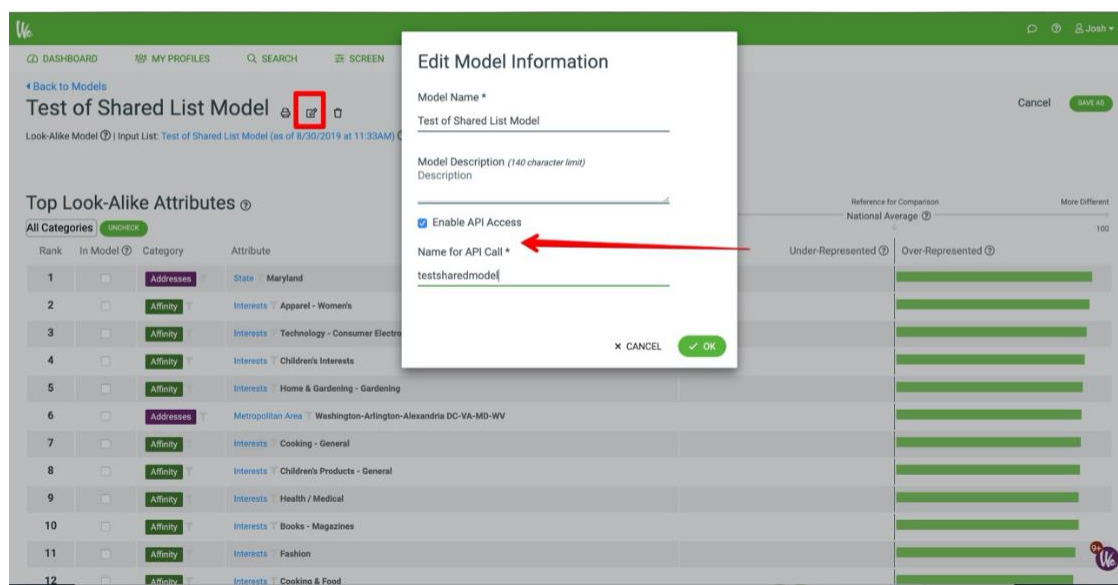 We
Josh
DASHBOARD
MY PROFILES
SEARCH
SCREEN
Back to Models
Test of Shared List Model
Cancel
SAVE AS
Look-Alike Model | Input List: Test of Shared List Model (as of 8/30/2019 at 11:33AM)
Edit Model Information
Model Name *
Test of Shared List Model
Model Description (140 character limit)
Description
Enable API Access
Name for API Call *
testsharedmodel
CANCEL
OK
Top Look-Alike Attributes
Reference for Comparison
More Different
National Average
100
All Categories
UNCHECK
Rank In Model Category Attribute Under-Represented Over-Represented
1 Addresses State Maryland
2 Affinity Interests Apparel - Women's
3 Affinity Interests Technology - Consumer Electro
4 Affinity Interests Children's Interests
5 Affinity Interests Home & Gardening - Gardening
6 Addresses Metropolitan Area Washington-Arlington-Alexandria DC-VA-MD-WV
7 Affinity Interests Cooking - General
8 Affinity Interests Children's Products - General
9 Affinity Interests Health / Medical
10 Affinity Interests Books - Magazines
11 Affinity Interests Fashion
12 Affinity Interests Cooking & Food
9+
We